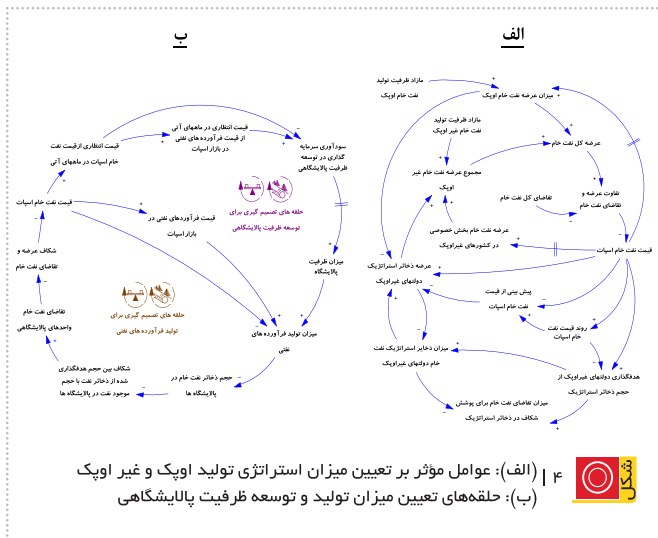 الف
مازاد ظرفیت تولید
نفت خام اوپک
میزان عرضه نفت خام اوپک
مازاد ظرفیت تولید
نفت خام غیر اوپک
عرضه کل نفت خام
مجموع عرضه نفت خام غیر
اوپک
تفاوت عرضه و
تقاضای نفت خام
تقاضای کل نفت خام
عرضه نفت خام بخش خصوصی
در کشورهای غیراوپک
قیمت نفت خام اسپات
عرضه ذخائر استراتژیک
دولتهای غیراوپک
پیش بینی از قیمت
نفت خام اسپات
روند قیمت نفت
خام اسپات
میزان ذخایر استراتژیک نفت
خام دولتهای غیراوپک
هدفگذاری دولتهای غیراوپک از
حجم ذخائر استراتژیک
میزان تقاضای نفت خام برای پوشش
شکاف در ذخائر استراتژیک
ب
قیمت انتظاری در ماههای آتی
از قیمت فرآورده های نفتی
در بازار اسپات
قیمت انتظاری ازقیمت نفت
خام اسپات در ماههای آتی
سودآوری سرمایه
گذاری در توسعه
ظرفیت پالایشگاهی
حلقه های تصمیم گیری برای
توسعه ظرفیت پالایشگاهی
قیمت نفت خام اسپات
قیمت فرآورده‌های نفتی در
بازار اسپات
شکاف عرضه و
تقاضای نفت خام
میزان ظرفیت
پالایشگاه
حلقه های تصمیم گیری برای
تولید فرآورده های نفتی
تقاضای نفت خام
واحدهای پالایشگاهی
میزان تولید فرآورده های
نفتی
شکاف بین حجم هدفگذاری
شده از ذخائر نفت با حجم
موجود نفت در پالایشگاه ها
حجم ذخائر نفت خام در
پالایشگاه ها
شکل
۴ | (الف): عوامل مؤثر بر تعیین میزان استراتژی تولید اوپک و غیر اوپک
(ب): حلقه‌های تعیین میزان تولید و توسعه ظرفیت پالایشگاهی